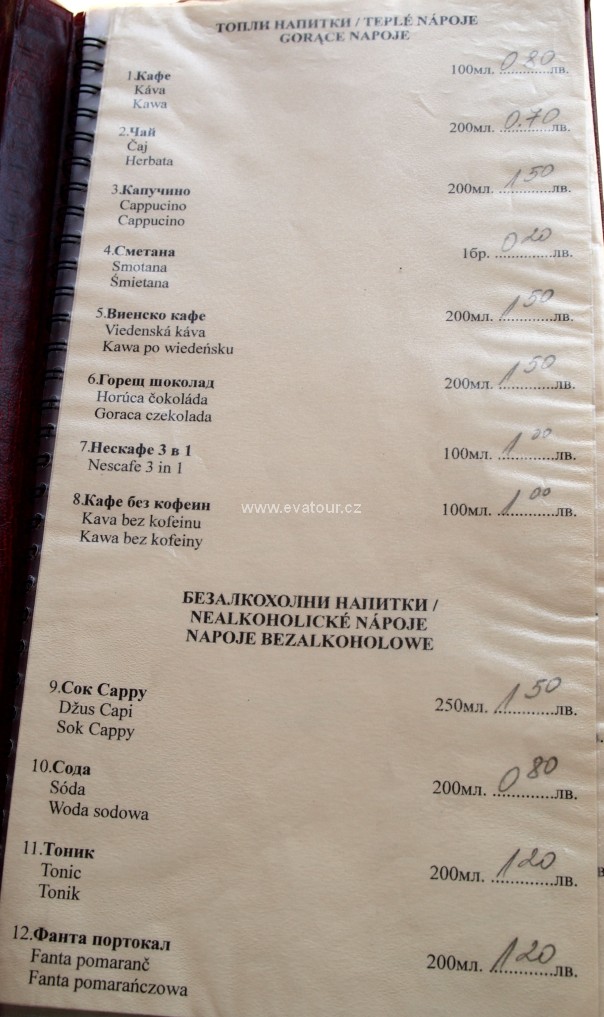 ТОПЛИ НАПИТКИ / TEPLÉ NÁPOJE
GORĄCE NAPOJE
1.Кафе 100мл. 0.80 лв.
Káva
Kawa
2.Чай 200мл. 0.70 лв.
Čaj
Herbata
3.Капучино 200мл. 1 50 лв.
Cappucino
Cappucino
4.Сметана 1бр. 0 20 лв.
Smotana
Śmietana
5.Виенско кафе 200мл. 1 50 лв.
Viedenská káva
Kawa po wiedeńsku
6.Горещ шоколад 200мл. 1 50 лв.
Horúca čokoláda
Goraca czekolada
7.Нескафе 3 в 1 100мл. 1 00 лв.
Nescafe 3 in 1
8.Кафе без кофеин 100мл. 1 00 лв.
Kava bez kofeinu
Kawa bez kofeiny
www.evatour.cz
БЕЗАЛКОХОЛНИ НАПИТКИ /
NEALKOHOLICKÉ NÁPOJE
NAPOJE BEZALKOHOLOWE
9.Сок Cappy 250мл. 1 50 лв.
Džus Capi
Sok Cappy
10.Сода 200мл. 0 80 лв.
Sóda
Woda sodowa
11.Тоник 200мл. 1 20 лв.
Tonic
Tonik
12.Фанта портокал 200мл. 1 20 лв.
Fanta pomaranč
Fanta pomarańczowa